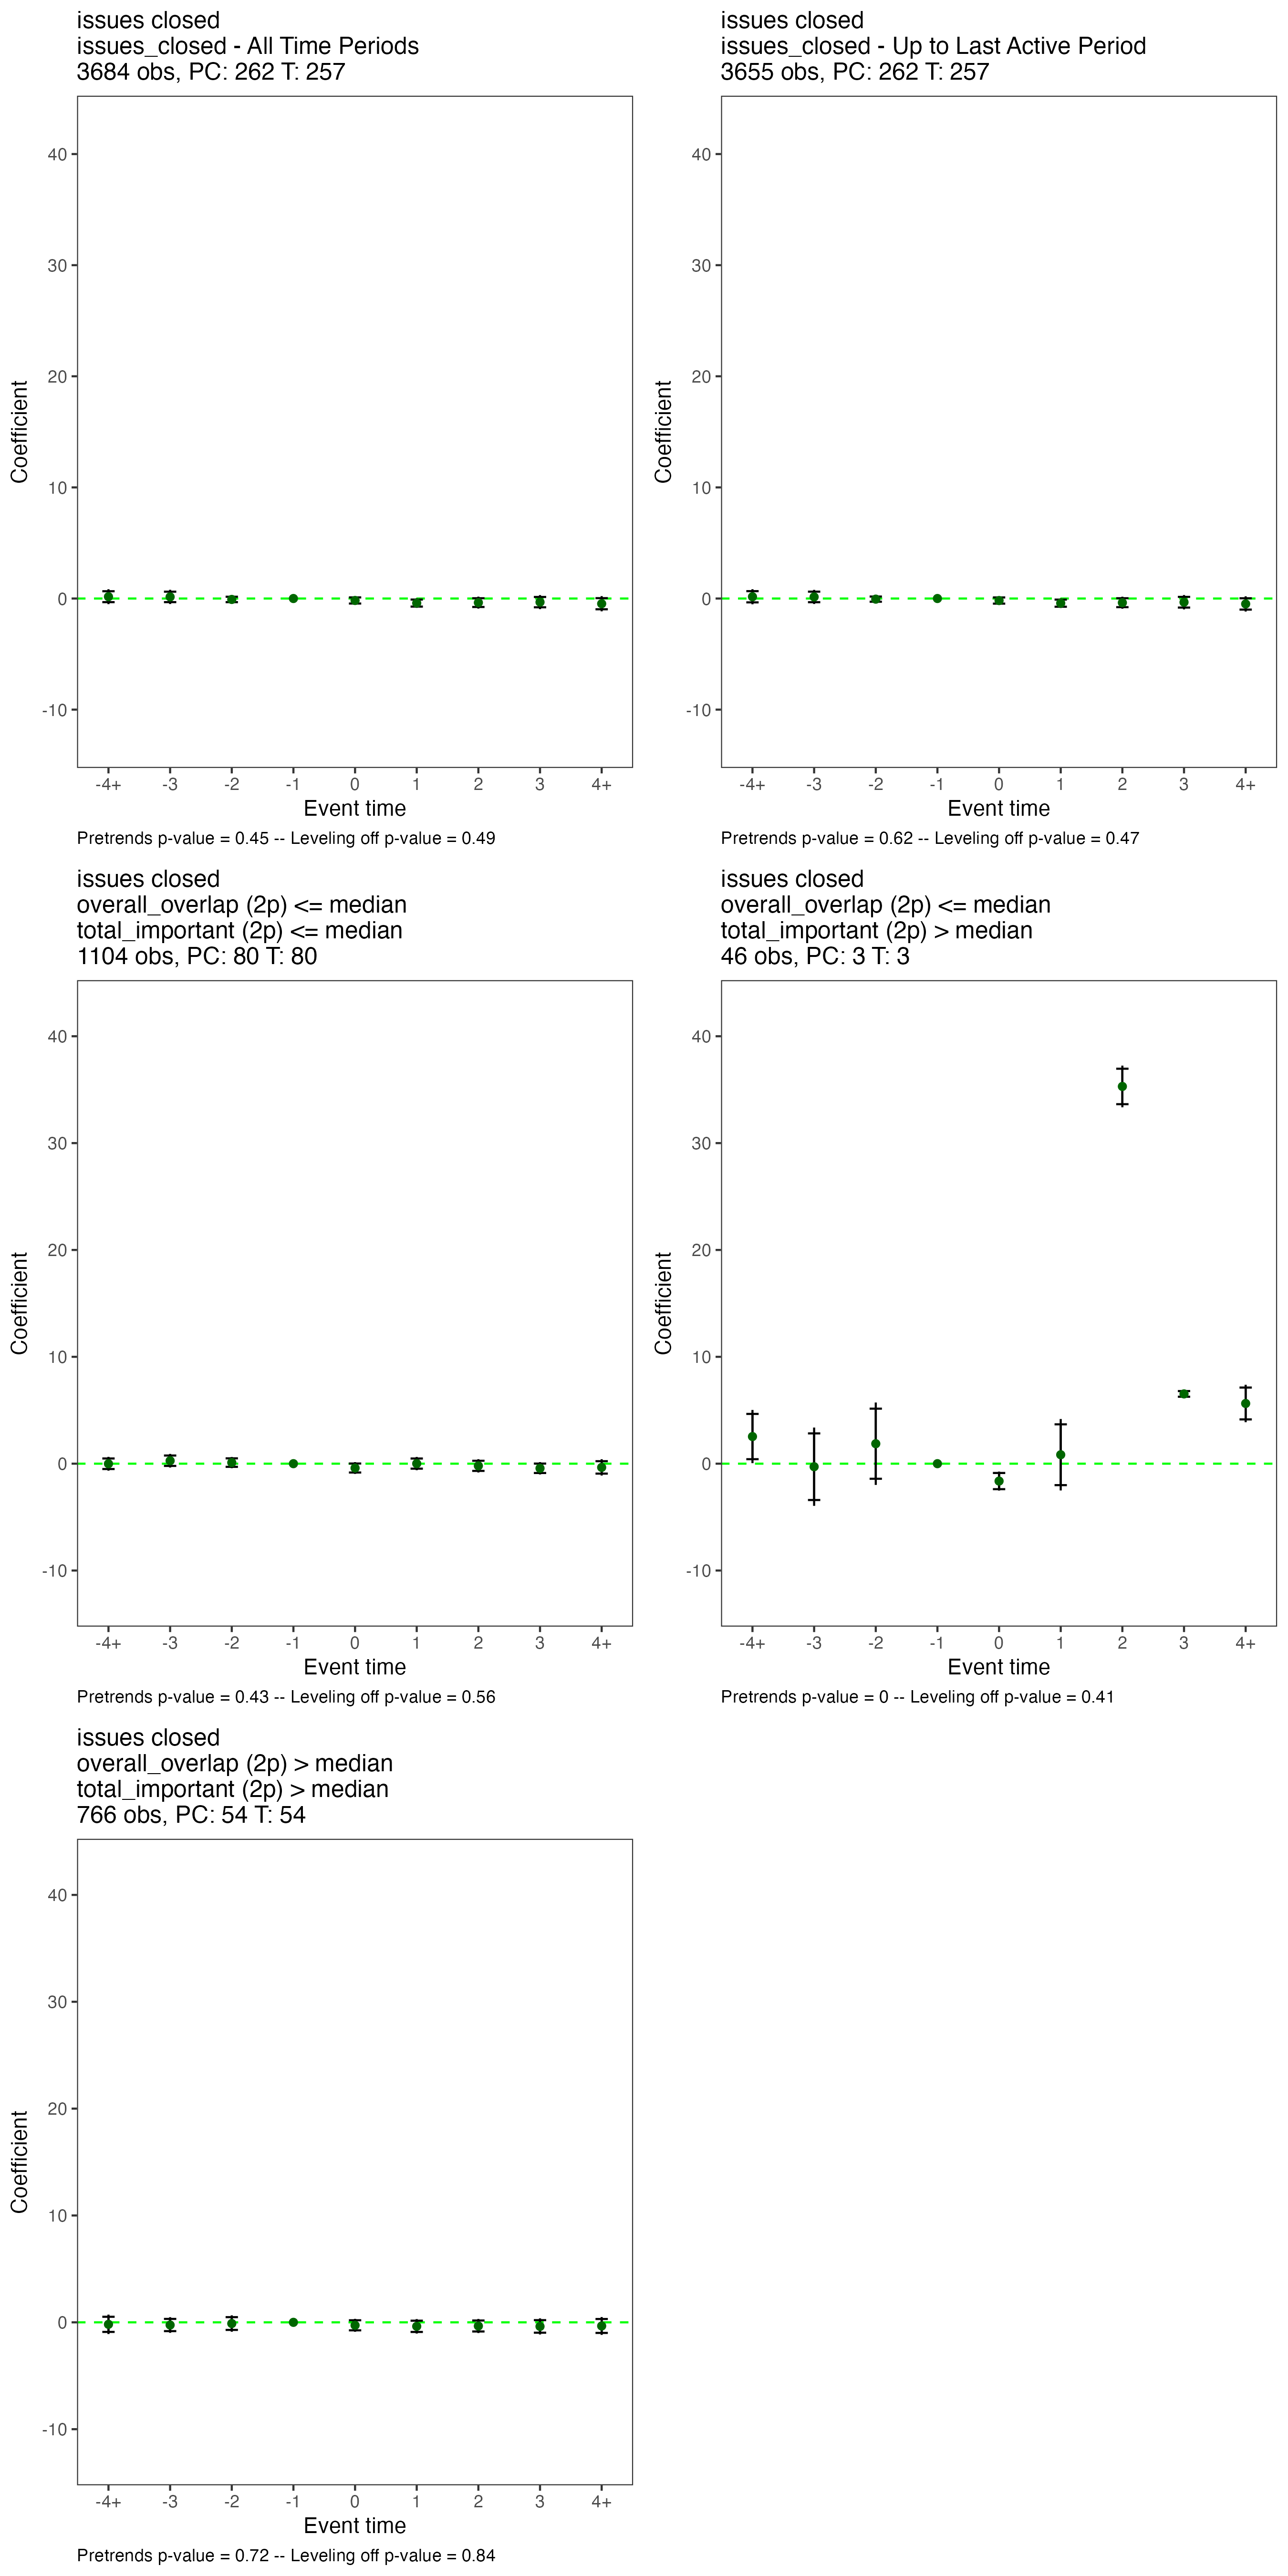 issues closed
issues_closed - All Time Periods
3684 obs, PC: 262 T: 257
40
30
20
10
0
-10
Coefficient
-4+ -3 -2 -1 0 1 2 3 4+
Event time
Pretrends p-value = 0.45 -- Leveling off p-value = 0.49
issues closed
issues_closed - Up to Last Active Period
3655 obs, PC: 262 T: 257
40
30
20
10
0
-10
Coefficient
-4+ -3 -2 -1 0 1 2 3 4+
Event time
Pretrends p-value = 0.62 -- Leveling off p-value = 0.47
issues closed
overall_overlap (2p) <= median
total_important (2p) <= median
1104 obs, PC: 80 T: 80
40
30
20
10
0
-10
Coefficient
-4+ -3 -2 -1 0 1 2 3 4+
Event time
Pretrends p-value = 0.43 -- Leveling off p-value = 0.56
issues closed
overall_overlap (2p) <= median
total_important (2p) > median
46 obs, PC: 3 T: 3
40
30
20
10
0
-10
Coefficient
-4+ -3 -2 -1 0 1 2 3 4+
Event time
Pretrends p-value = 0 -- Leveling off p-value = 0.41
issues closed
overall_overlap (2p) > median
total_important (2p) > median
766 obs, PC: 54 T: 54
40
30
20
10
0
-10
Coefficient
-4+ -3 -2 -1 0 1 2 3 4+
Event time
Pretrends p-value = 0.72 -- Leveling off p-value = 0.84